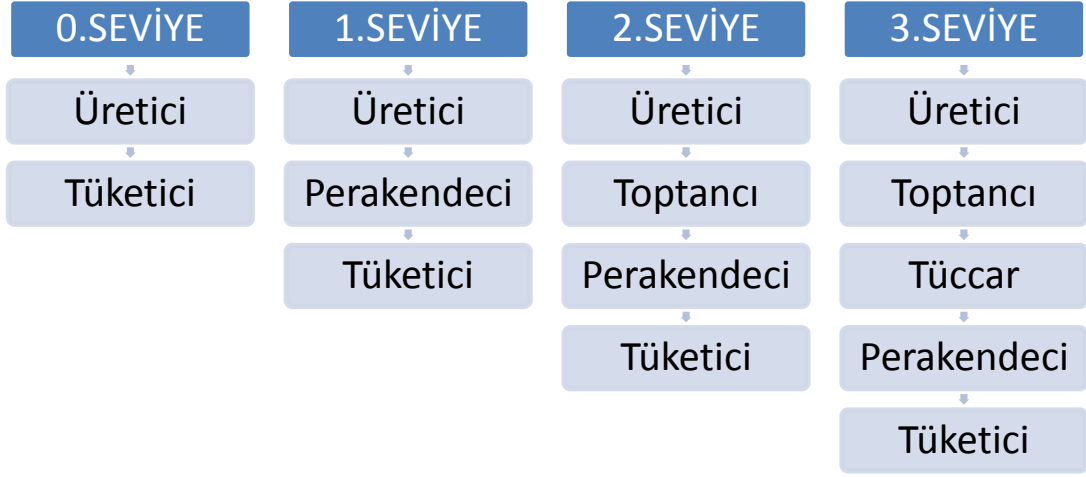 0.SEVİYE
Üretici
Tüketici
1.SEVİYE
Üretici
Perakendeci
Tüketici
2.SEVİYE
Üretici
Toptancı
Perakendeci
Tüketici
3.SEVİYE
Üretici
Toptancı
Tüccar
Perakendeci
Tüketici